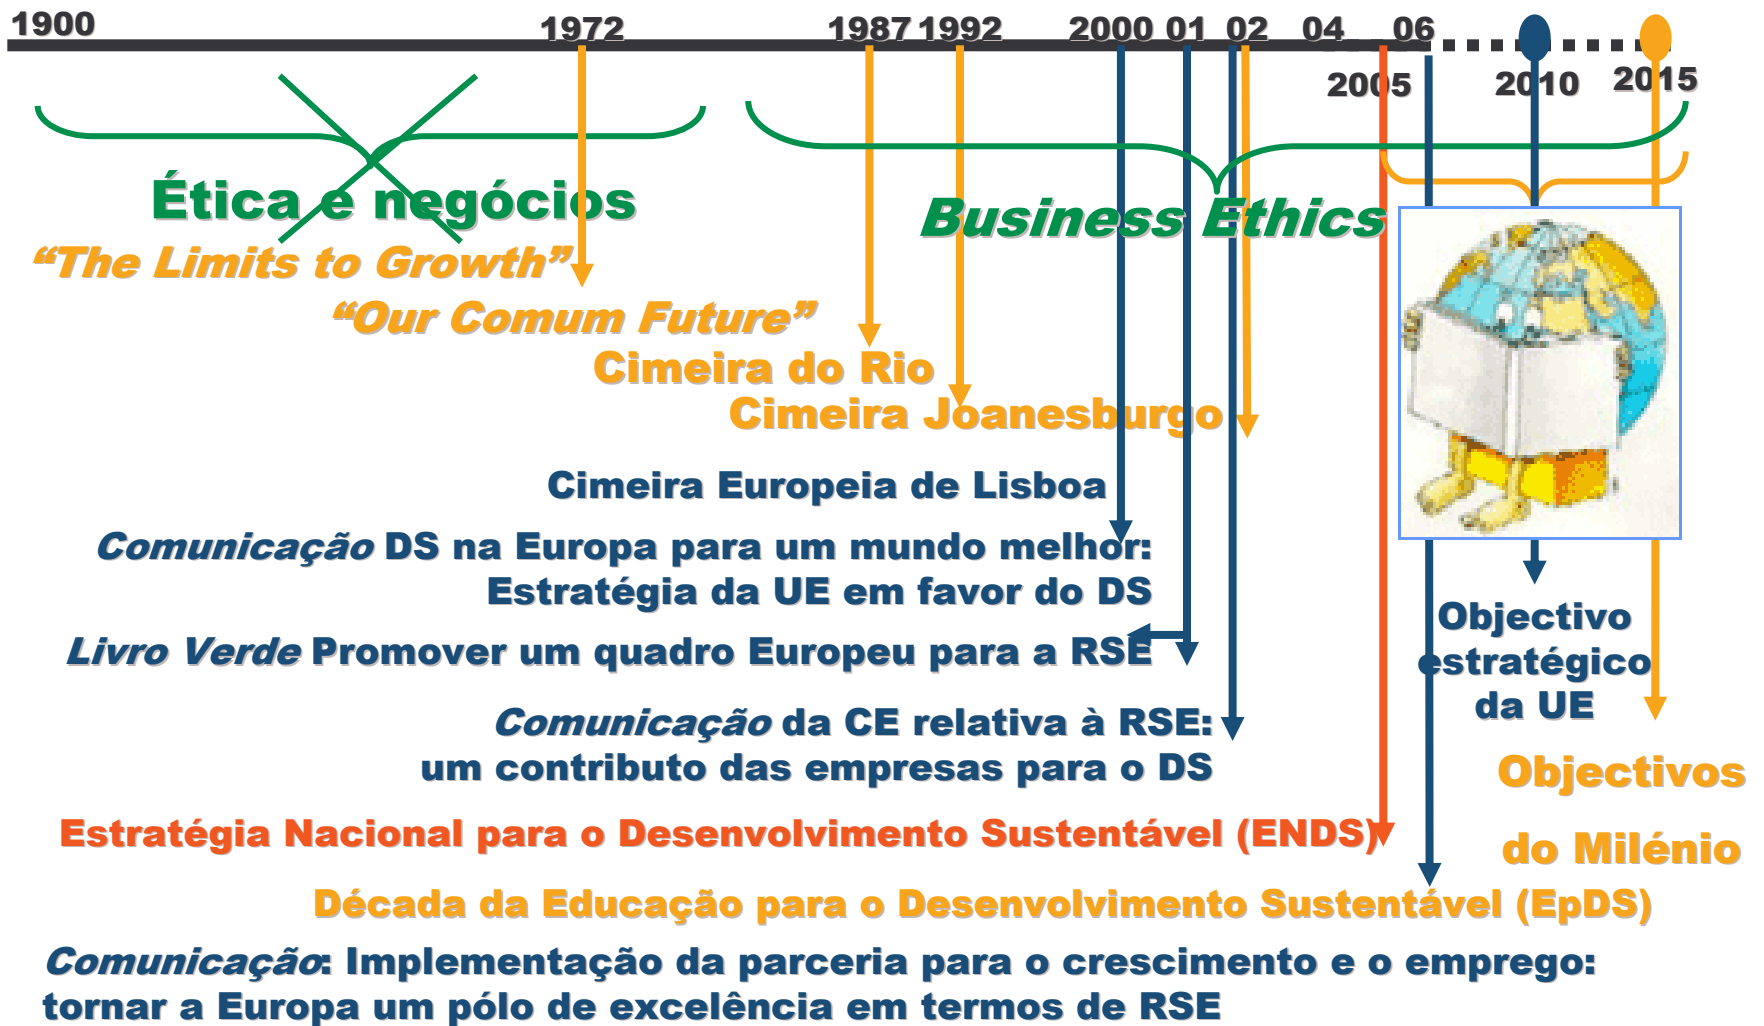 1900 1972 1987 1992 2000 01 02 04 06
2005 2010 2015
Ética e negócios
Business Ethics
“The Limits to Growth”
“Our Comum Future”
Cimeira do Rio
Cimeira Joanesburgo
Cimeira Europeia de Lisboa
Comunicação DS na Europa para um mundo melhor:
Estratégia da UE em favor do DS
Livro Verde Promover um quadro Europeu para a RSE
Comunicação da CE relativa à RSE:
um contributo das empresas para o DS
Objectivo
estratégico
da UE
Objectivos
do Milénio
Estratégia Nacional para o Desenvolvimento Sustentável (ENDS)
Década da Educação para o Desenvolvimento Sustentável (EpDS)
Comunicação: Implementação da parceria para o crescimento e o emprego:
tornar a Europa um pólo de excelência em termos de RSE